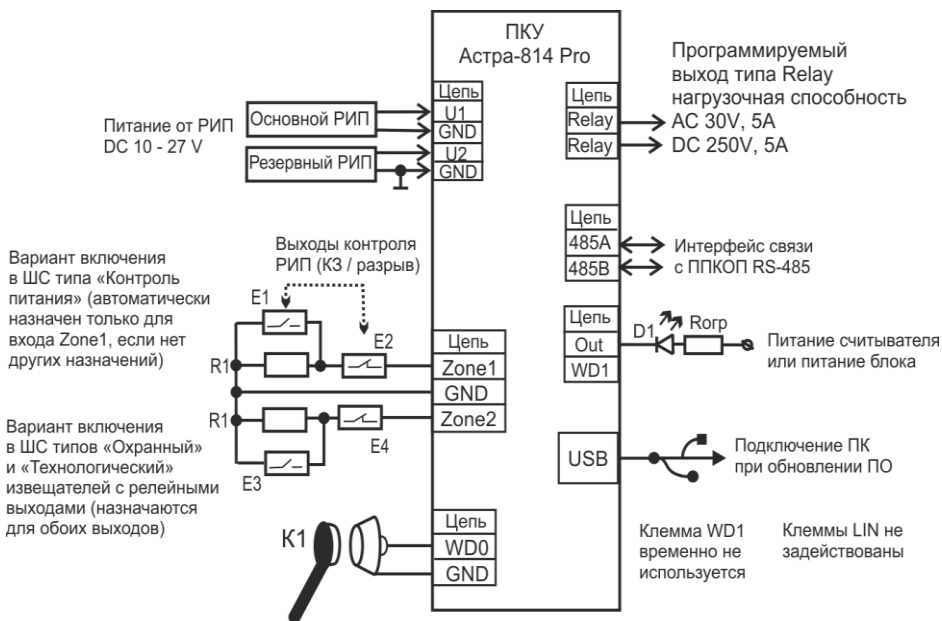 ПКУ
Астра-814 Pro
Питание от РИП
DC 10 - 27 V
Основной РИП
Резервный РИП
Цепь
U1
GND
U2
GND
Цепь
Relay
Relay
Программируемый
выход типа Relay
нагрузочная способность
AC 30V, 5A
DC 250V, 5A
Цепь
485A
485B
Интерфейс связи
с ППКОП RS-485
Вариант включения
в ШС типа «Контроль
питания» (автоматически
назначен только для
входа Zone1, если нет
других назначений)
Выходы контроля
РИП (КЗ / разрыв)
E1
E2
R1
R1
E4
E3
Цепь
Zone1
GND
Zone2
Цепь
Out
WD1
D1
Rогр
Питание считывателя
или питание блока
Вариант включения
в ШС типов «Охранный»
и «Технологический»
извещателей с релейными
выходами (назначаются
для обоих выходов)
USB
Подключение ПК
при обновлении ПО
К1
Цепь
WD0
GND
Клемма WD1
временно не
используется
Клеммы LIN не
задействованы